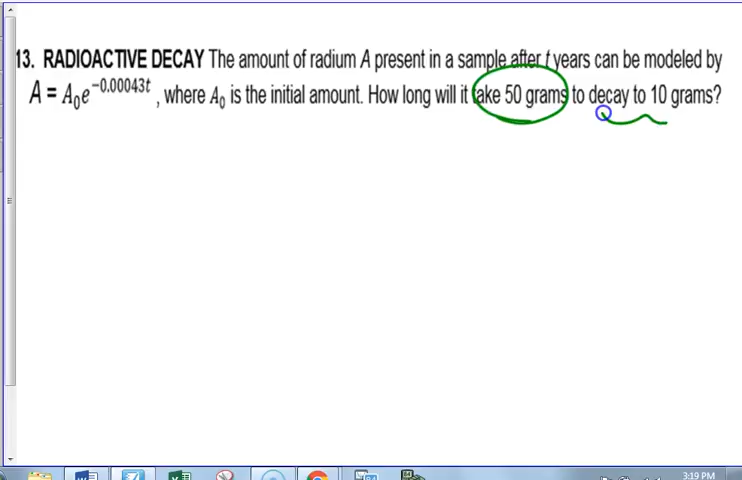 13. RADIOACTIVE DECAY The amount of radium A present in a sample after t years can be modeled by
A = A₀e⁻⁰·⁰⁰⁰⁴³ᵗ , where A₀ is the initial amount. How long will it take 50 grams to decay to 10 grams?
3:19 PM